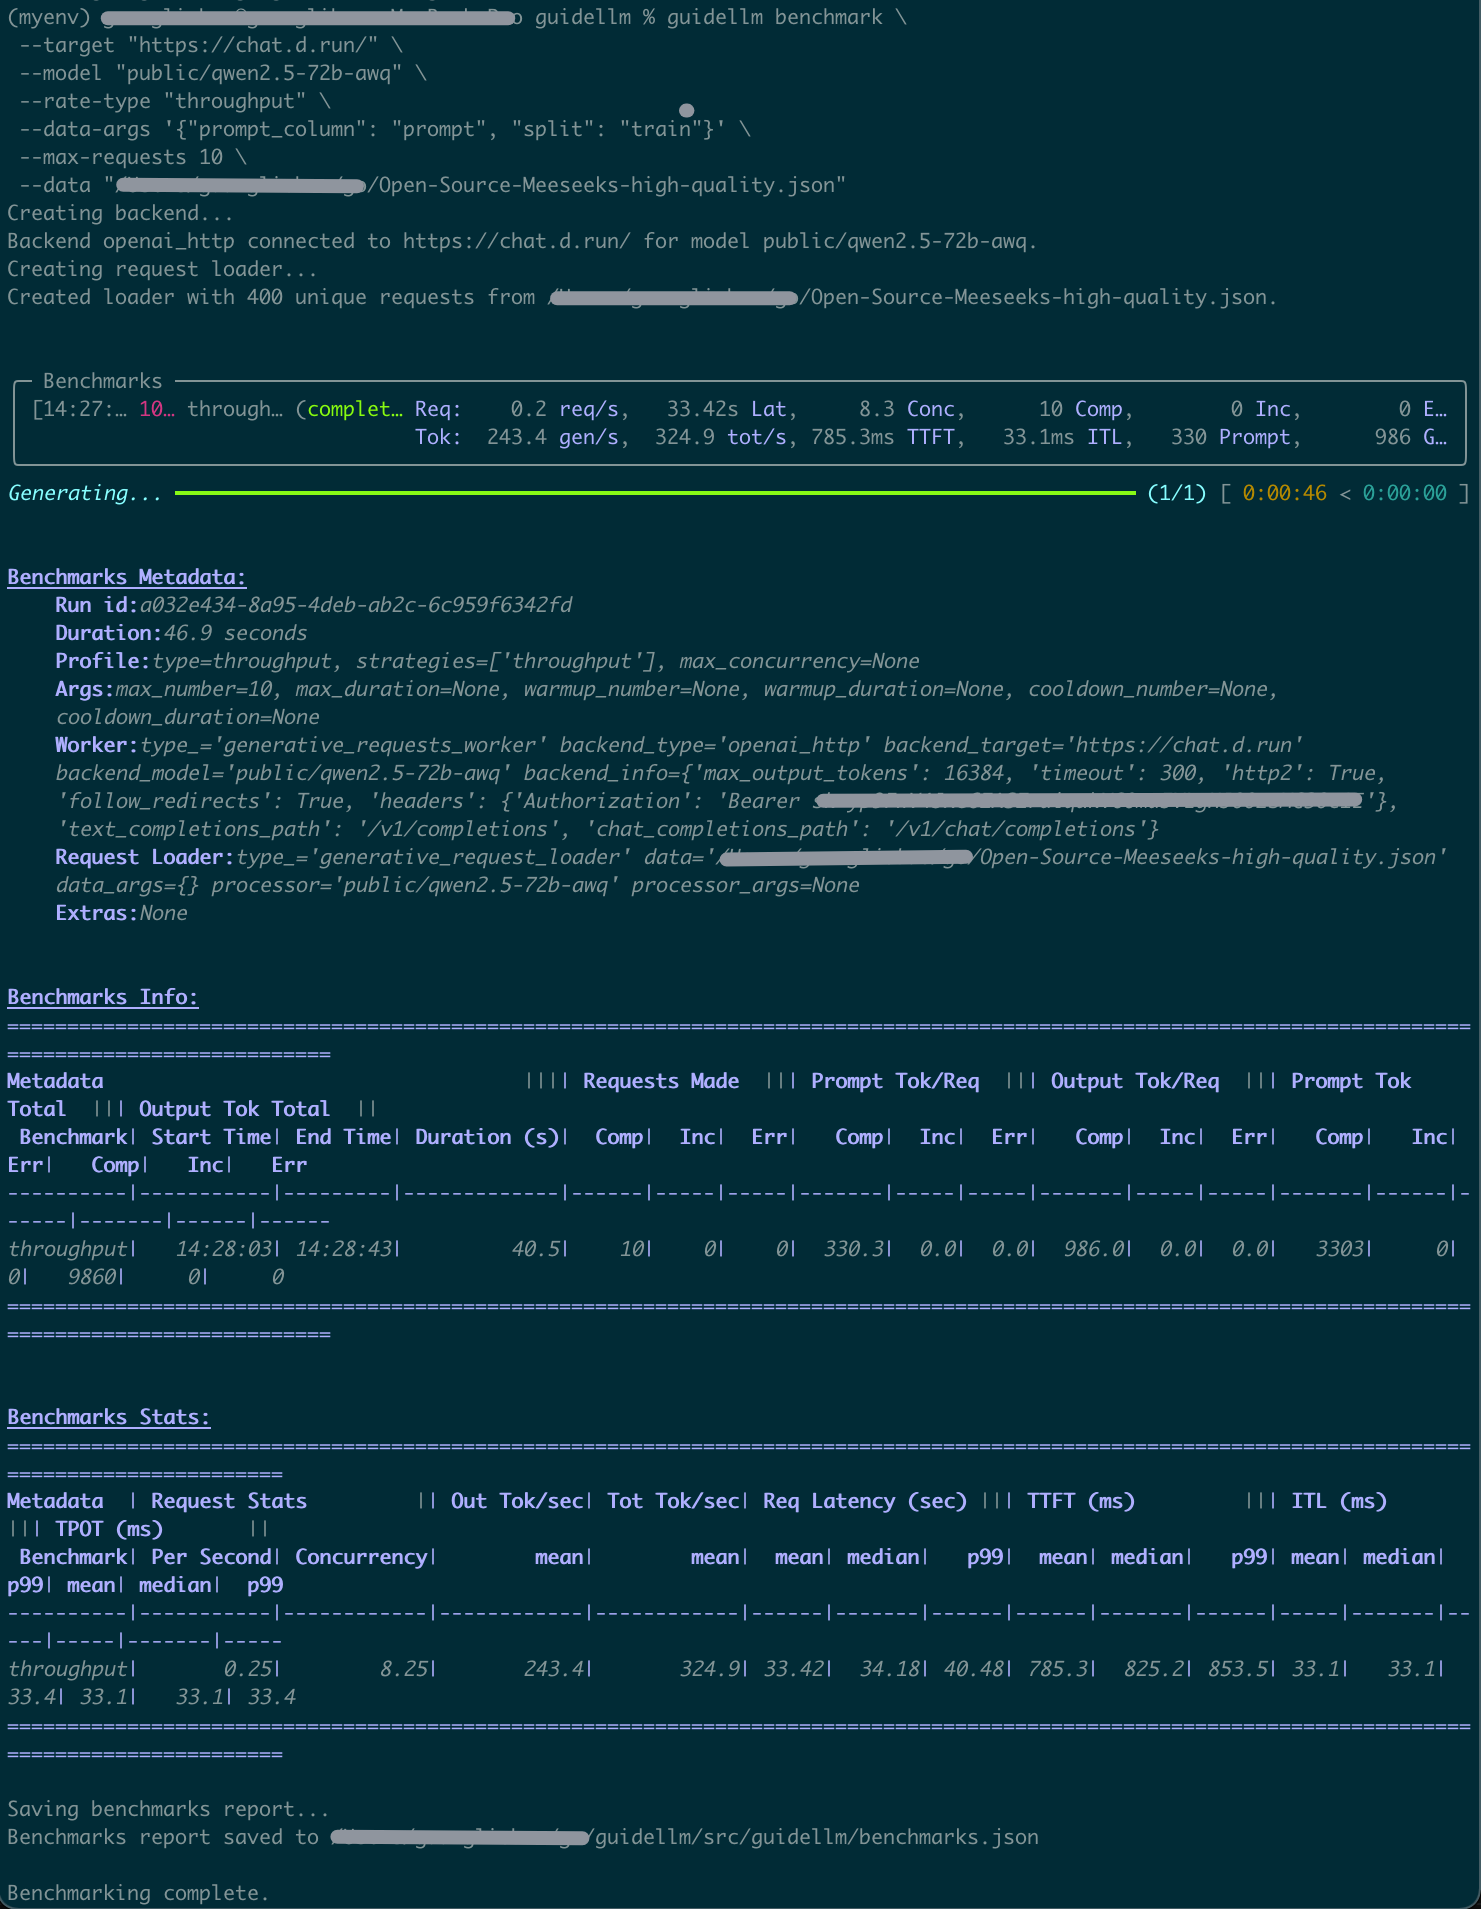 (myenv) guidellm % guidellm benchmark \
--target "https://chat.d.run/" \
--model "public/qwen2.5-72b-awq" \
--rate-type "throughput" \
--data-args '{"prompt_column": "prompt", "split": "train"}' \
--max-requests 10 \
--data "/Open-Source-Meeseeks-high-quality.json"
Creating backend...
Backend openai_http connected to https://chat.d.run/ for model public/qwen2.5-72b-awq.
Creating request loader...
Created loader with 400 unique requests from /Open-Source-Meeseeks-high-quality.json.
Benchmarks
[14:27:… 10… through… (complet… Req: 0.2 req/s, 33.42s Lat, 8.3 Conc, 10 Comp, 0 Inc, 0 E…
Tok: 243.4 gen/s, 324.9 tot/s, 785.3ms TTFT, 33.1ms ITL, 330 Prompt, 986 G…
Generating... (1/1) [ 0:00:46 < 0:00:00 ]
Benchmarks Metadata:
Run id:a032e434-8a95-4deb-ab2c-6c959f6342fd
Duration:46.9 seconds
Profile:type=throughput, strategies=['throughput'], max_concurrency=None
Args:max_number=10, max_duration=None, warmup_number=None, warmup_duration=None, cooldown_number=None,
cooldown_duration=None
Worker:type_='generative_requests_worker' backend_type='openai_http' backend_target='https://chat.d.run'
backend_model='public/qwen2.5-72b-awq' backend_info={'max_output_tokens': 16384, 'timeout': 300, 'http2': True,
'follow_redirects': True, 'headers': {'Authorization': 'Bearer '},
'text_completions_path': '/v1/completions', 'chat_completions_path': '/v1/chat/completions'}
Request Loader:type_='generative_request_loader' data='/Open-Source-Meeseeks-high-quality.json'
data_args={} processor='public/qwen2.5-72b-awq' processor_args=None
Extras:None
Benchmarks Info:
==========================================================================================================================
===========================
Metadata |||| Requests Made ||| Prompt Tok/Req ||| Output Tok/Req ||| Prompt Tok
Total ||| Output Tok Total ||
Benchmark| Start Time| End Time| Duration (s)| Comp| Inc| Err| Comp| Inc| Err| Comp| Inc| Err| Comp| Inc|
Err| Comp| Inc| Err
----------|-----------|---------|-------------|------|-----|-----|-------|-----|-----|-------|-----|-----|-------|------|-
-----|-------|------|------
throughput| 14:28:03| 14:28:43| 40.5| 10| 0| 0| 330.3| 0.0| 0.0| 986.0| 0.0| 0.0| 3303| 0|
0| 9860| 0| 0
==========================================================================================================================
===========================
Benchmarks Stats:
==========================================================================================================================
=======================
Metadata | Request Stats || Out Tok/sec| Tot Tok/sec| Req Latency (sec) ||| TTFT (ms) ||| ITL (ms)
||| TPOT (ms) ||
Benchmark| Per Second| Concurrency| mean| mean| mean| median| p99| mean| median| p99| mean| median|
p99| mean| median| p99
----------|-----------|------------|------------|------------|------|-------|------|------|-------|------|-----|-------|--
---|-----|-------|-----
throughput| 0.25| 8.25| 243.4| 324.9| 33.42| 34.18| 40.48| 785.3| 825.2| 853.5| 33.1| 33.1|
33.4| 33.1| 33.1| 33.4
==========================================================================================================================
=======================
Saving benchmarks report...
Benchmarks report saved to /guidellm/src/guidellm/benchmarks.json
Benchmarking complete.